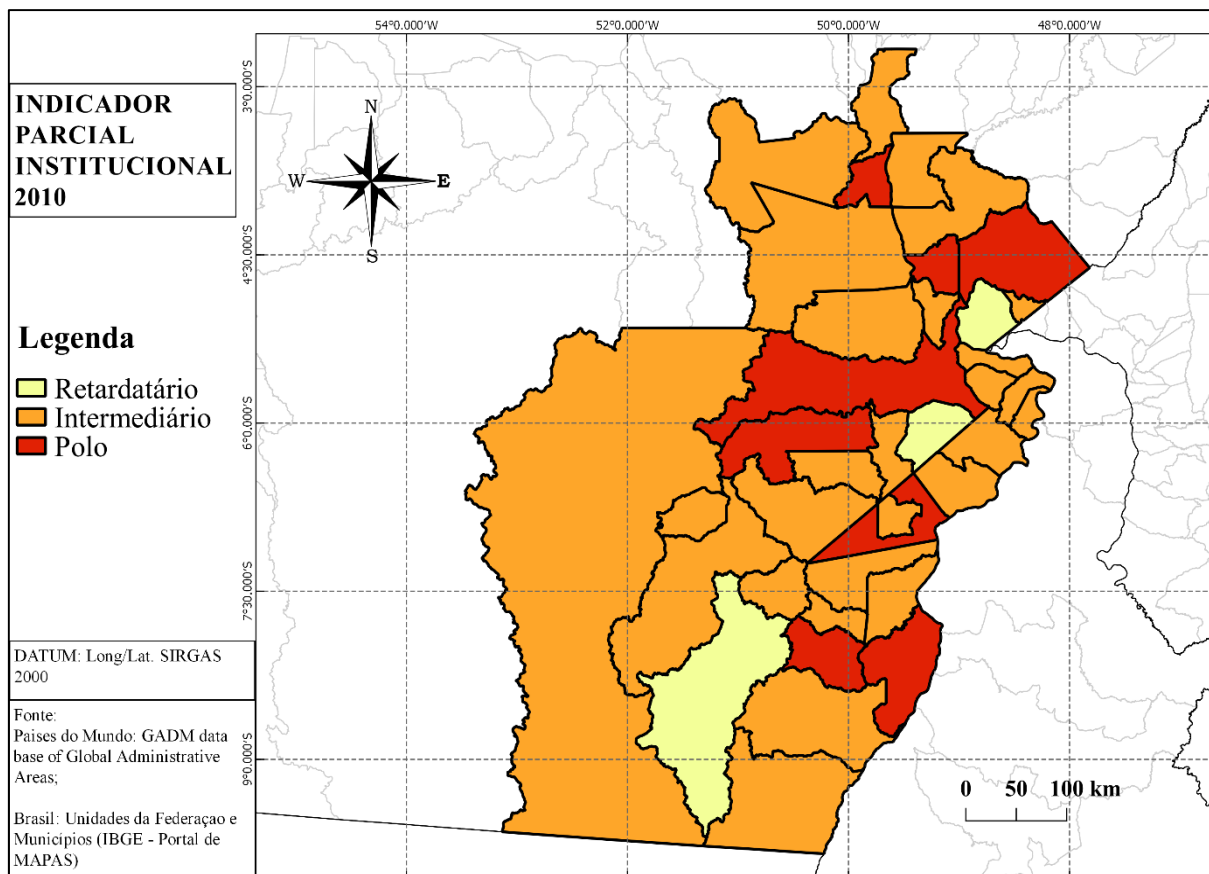 54°0.000'W 52°0.000'W 50°0.000'W 48°0.000'W
INDICADOR
PARCIAL
INSTITUCIONAL
2010
N
W
E
S
3°0.000'S
4°30.000'S
6°0.000'S
7°30.000'S
9°0.000'S
Legenda
Retardatário
Intermediário
Polo
DATUM: Long/Lat. SIRGAS
2000
Fonte:
Paises do Mundo: GADM data
base of Global Administrative
Areas;
Brasil: Unidades da Federaçao e
Municípios (IBGE - Portal de
MAPAS)
0 50 100 km